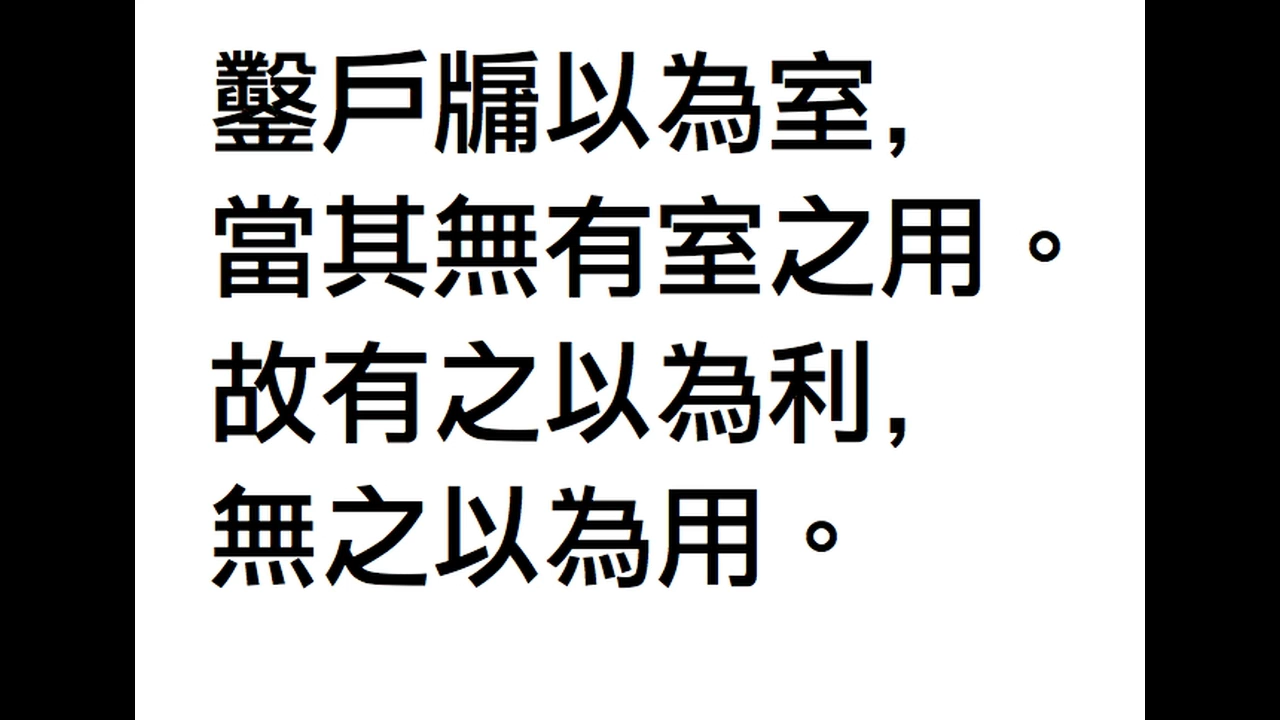 鑿戶牖以為室,
當其無有室之用。
故有之以為利,
無之以為用。